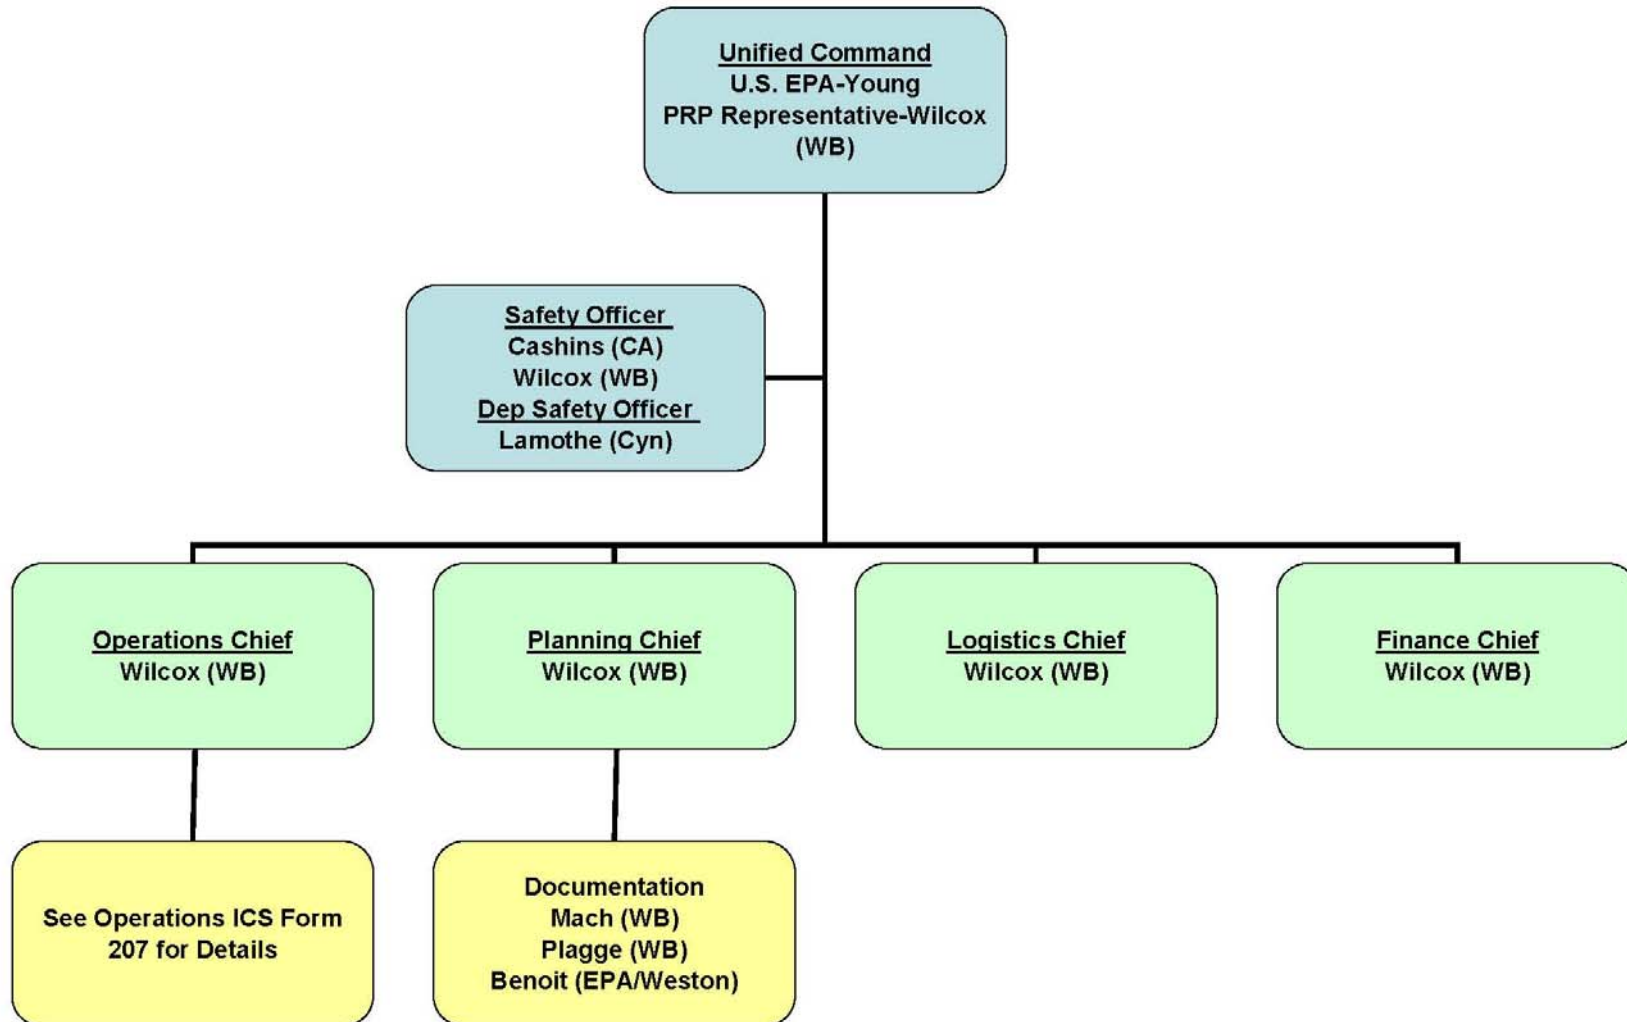 Unified Command
U.S. EPA-Young
PRP Representative-Wilcox
(WB)
Safety Officer
Cashins (CA)
Wilcox (WB)
Dep Safety Officer
Lamothe (Cyn)
Operations Chief
Wilcox (WB)
Planning Chief
Wilcox (WB)
Logistics Chief
Wilcox (WB)
Finance Chief
Wilcox (WB)
See Operations ICS Form
207 for Details
Documentation
Mach (WB)
Plagge (WB)
Benoit (EPA/Weston)